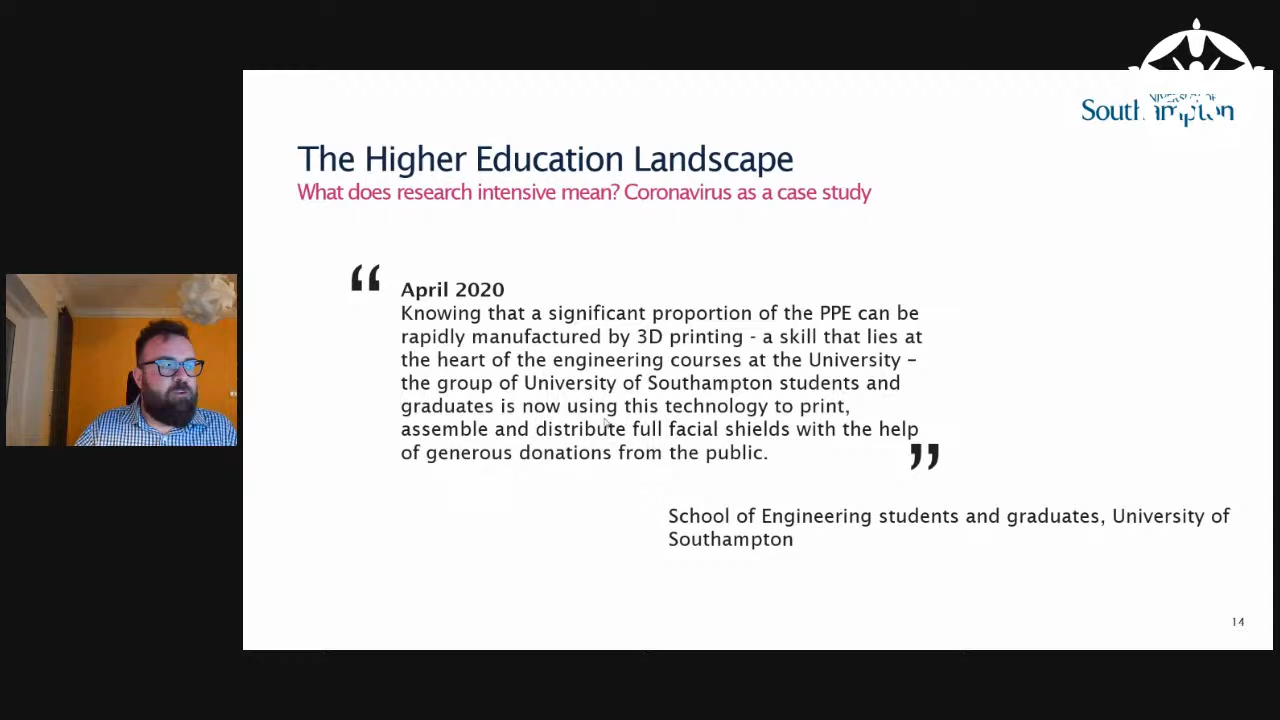 UNIVERSITY OF
Southampton
The Higher Education Landscape
What does research intensive mean? Coronavirus as a case study
“
April 2020
Knowing that a significant proportion of the PPE can be
rapidly manufactured by 3D printing - a skill that lies at
the heart of the engineering courses at the University –
the group of University of Southampton students and
graduates is now using this technology to print,
assemble and distribute full facial shields with the help
of generous donations from the public.
”
School of Engineering students and graduates, University of
Southampton
14